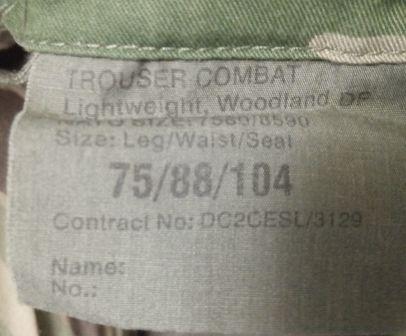 TROUSER COMBAT
Lightweight, Woodland DP
NATO SIZE: 7580/8590
Size: Leg/Waist/Seat
75/88/104
Contract No: DC2CESL/3129
Name:
No.: